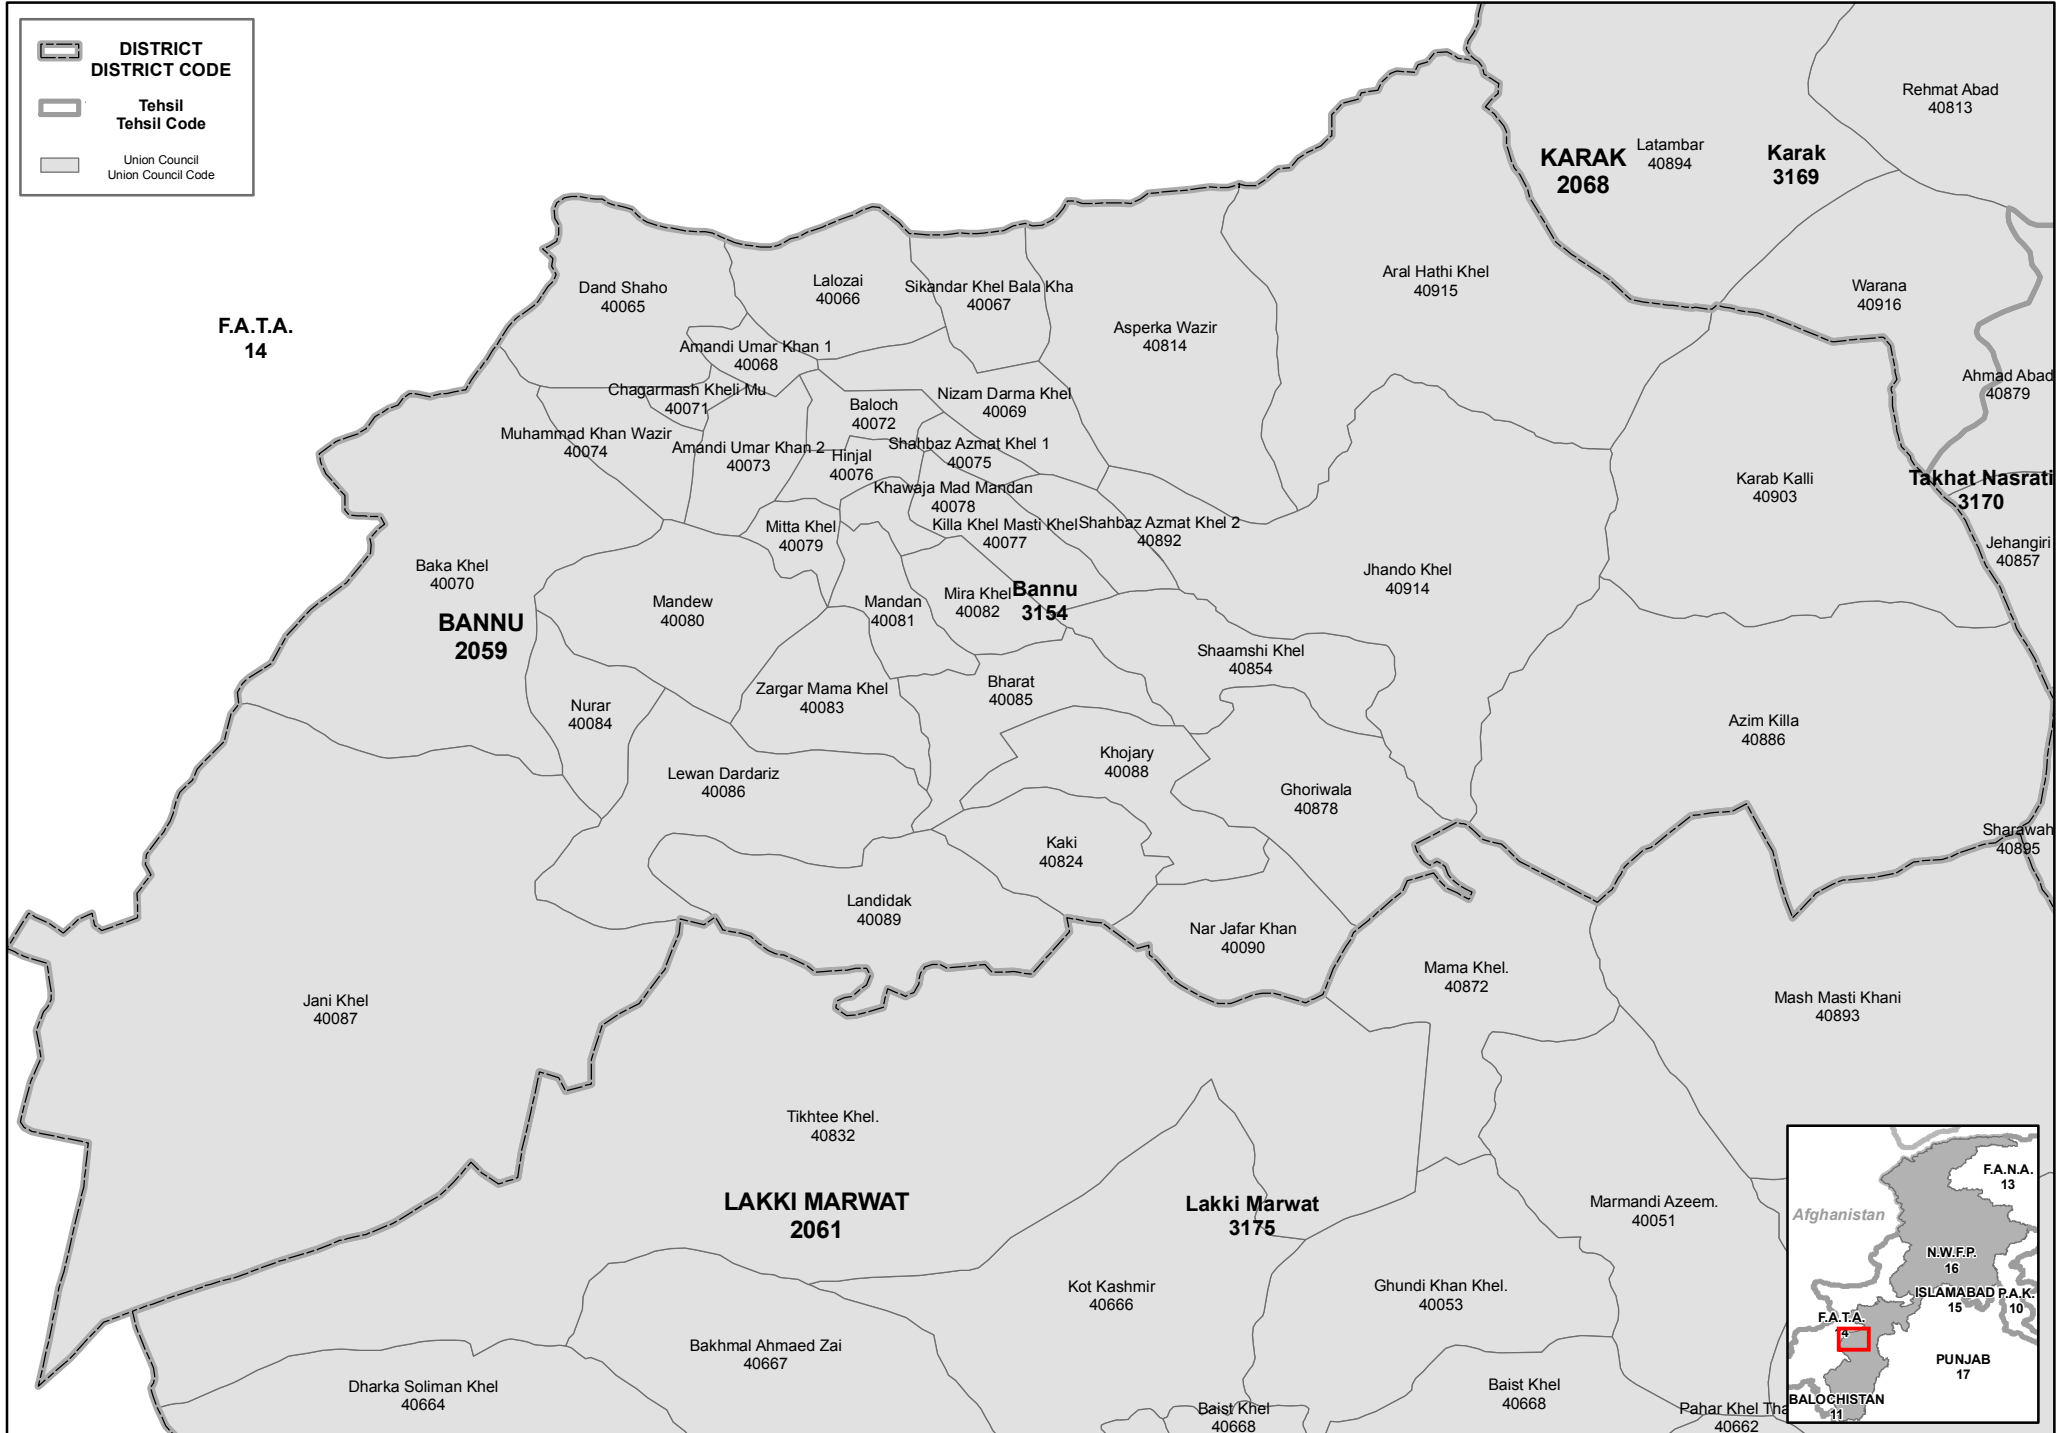 DISTRICT
DISTRICT CODE
Tehsil
Tehsil Code
Union Council
Union Council Code
Rehmat Abad
40813
KARAK
2068
Latambar
40894
Karak
3169
Dand Shaho
40065
Lalozai
40066
Sikandar Khel Bala Kha
40067
Aral Hathi Khel
40915
Warana
40916
F.A.T.A.
14
Asperka Wazir
40814
Amandi Umar Khan 1
40068
Ahmad Abad
40879
Chagarmash Kheli Mu
40071
Baloch
40072
Nizam Darma Khel
40069
Muhammad Khan Wazir
40074
Amandi Umar Khan 2
40073
Hinjal
40076
Shahbaz Azmat Khel 1
40075
Karab Kalli
40903
Takhat Nasrati
3170
Khawaja Mad Mandan
40078
Mitta Khel
40079
Killa Khel Masti Khel
40077
Shahbaz Azmat Khel 2
40892
Jehangiri
40857
Baka Khel
40070
Jhando Khel
40914
BANNU
2059
Mandew
40080
Mandan
40081
Mira Khel
40082
Bannu
3154
Shaamshi Khel
40854
Nurar
40084
Zargar Mama Khel
40083
Bharat
40085
Azim Killa
40886
Khojary
40088
Lewan Dardariz
40086
Ghoriwala
40878
Kaki
40824
Sharawah
40895
Landidak
40089
Nar Jafar Khan
40090
Mama Khel.
40872
Jani Khel
40087
Mash Masti Khani
40893
Tikhtee Khel.
40832
LAKKI MARWAT
2061
Lakki Marwat
3175
Marmandi Azeem.
40051
Kot Kashmir
40666
Ghundi Khan Khel.
40053
Bakhmal Ahmaed Zai
40667
Dharka Soliman Khel
40664
Baist Khel
40668
Baist Khel
40668
Pahar Khel Tha
40662
F.A.N.A.
13
Afghanistan
N.W.F.P.
16
ISLAMABAD
15
P.A.K.
10
F.A.T.A.
14
PUNJAB
17
BALOCHISTAN
11